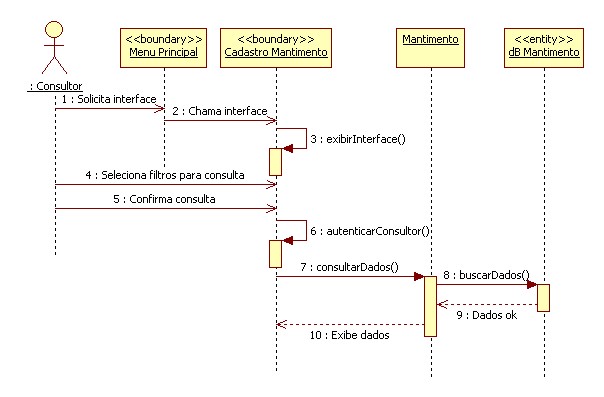 <<boundary>>
Menu Principal
<<boundary>>
Cadastro Mantimento
Mantimento
<<entity>>
dB Mantimento
: Consultor
1 : Solicita interface
2 : Chama interface
3 : exibirInterface()
4 : Seleciona filtros para consulta
5 : Confirma consulta
6 : autenticarConsultor()
7 : consultarDados()
8 : buscarDados()
9 : Dados ok
10 : Exibe dados